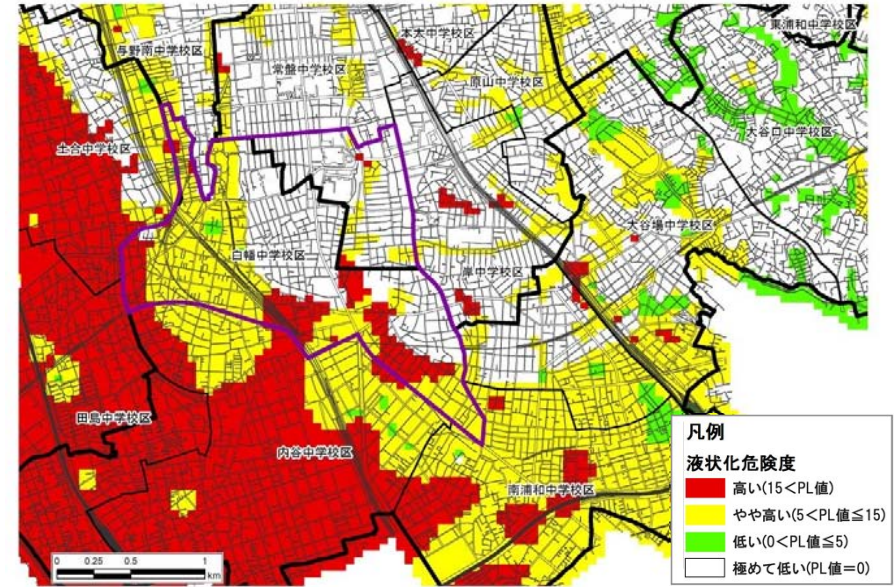 東浦和中学校区
本太中学校区
与野南中学校区
常盤中学校区
原山中学校区
大谷口中学校区
土合中学校区
大谷場中学校区
白幡中学校区
岸中学校区
田島中学校区
内谷中学校区
南浦和中学校区
凡例
液状化危険度
高い(15<PL値)
やや高い(5<PL値≦15)
低い(0<PL値≦5)
極めて低い(PL値=0)
0 0.25 0.5 1
km